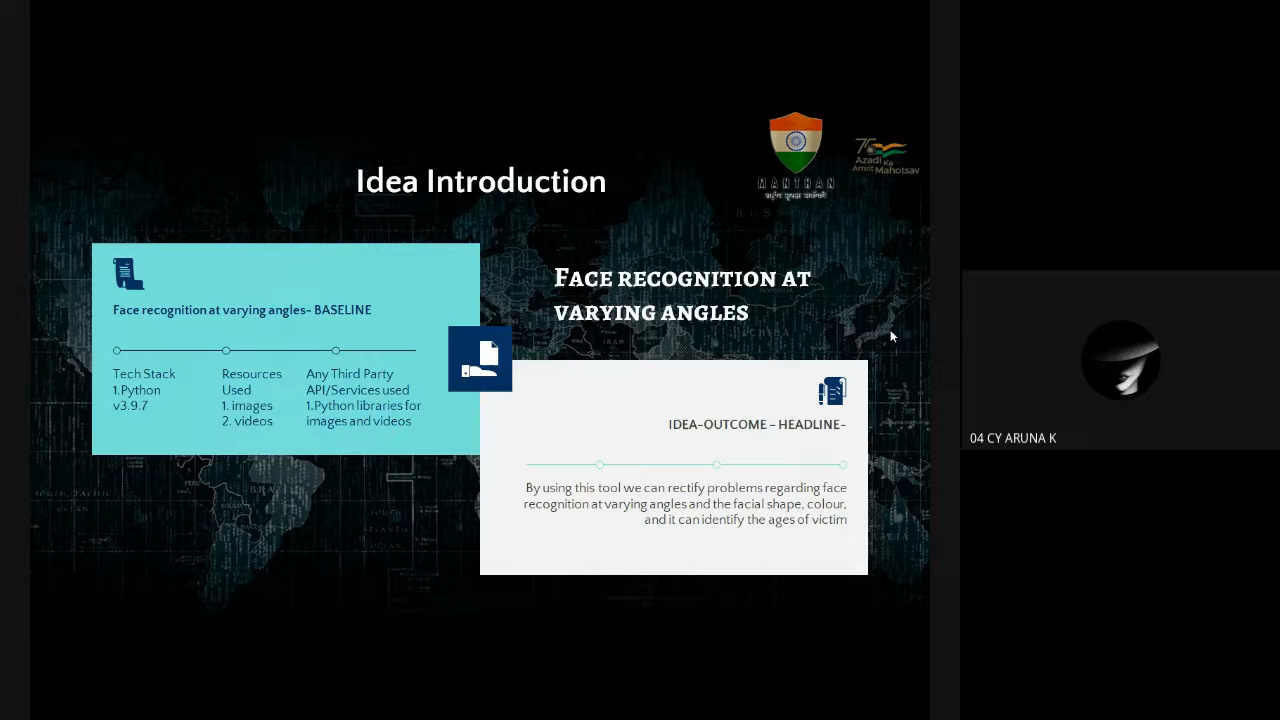 Idea Introduction
MANTHAN
75
Azadi
Ka
Amrit Mahotsav
Face recognition at
varying angles
Face recognition at varying angles- BASELINE
Tech Stack
1.Python
v3.9.7
Resources
Used
1. images
2. videos
Any Third Party
API/Services used
1.Python libraries for
images and videos
IDEA-OUTCOME - HEADLINE-
By using this tool we can rectify problems regarding face
recognition at varying angles and the facial shape, colour,
and it can identify the ages of victim
04 CY ARUNA K
BRAZIL
IRAN
CHINA